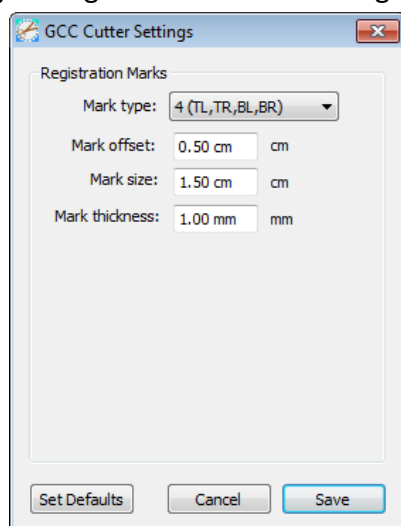 GCC Cutter Settings
Registration Marks
Mark type: 4 (TL,TR,BL,BR)
Mark offset: 0.50 cm cm
Mark size: 1.50 cm cm
Mark thickness: 1.00 mm mm
Set Defaults Cancel Save